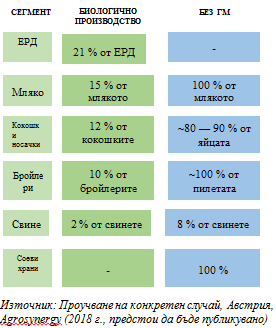 СЕГМЕНТ
БИОЛОГИЧНО
ПРОИЗВОДСТВО
БЕЗ ГМ
ЕРД
21 % от ЕРД
-
Мляко
15 % от
млякото
100 % от
млякото
Кокошк
и
носачки
12 % от
кокошките
~80 — 90 % от
яйцата
Бройле
ри
10 % от
бройлерите
~100 % от
пилетата
Свине
2 % от свинете
8 % от свинете
Соеви
храни
-
100 %
Източник: Проучване на конкретен случай, Австрия,
Agrosynergy (2018 г., предстои да бъде публикувано)